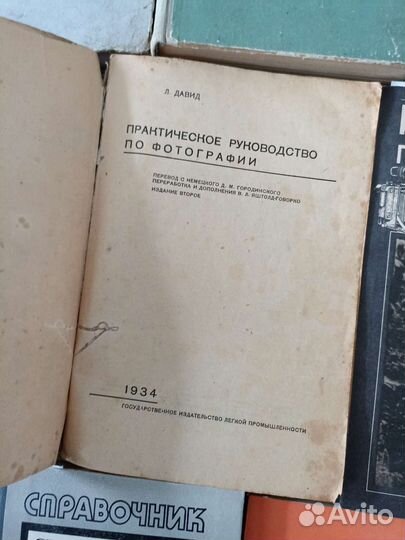 Л. ДАВИД
ПРАКТИЧЕСКОЕ РУКОВОДСТВО
ПО ФОТОГРАФИИ
ПЕРЕВОД С НЕМЕЦКОГО Д. М. ГОРОДИНСКОГО
ПЕРЕРАБОТКА И ДОПОЛНЕНИЯ В. А. ЯШТОЛД-ГОВОРКО
ИЗДАНИЕ ВТОРОЕ
1934
ГОСУДАРСТВЕННОЕ ИЗДАТЕЛЬСТВО ЛЕГКОЙ ПРОМЫШЛЕННОСТИ
СПРАВОЧНИК
Avito